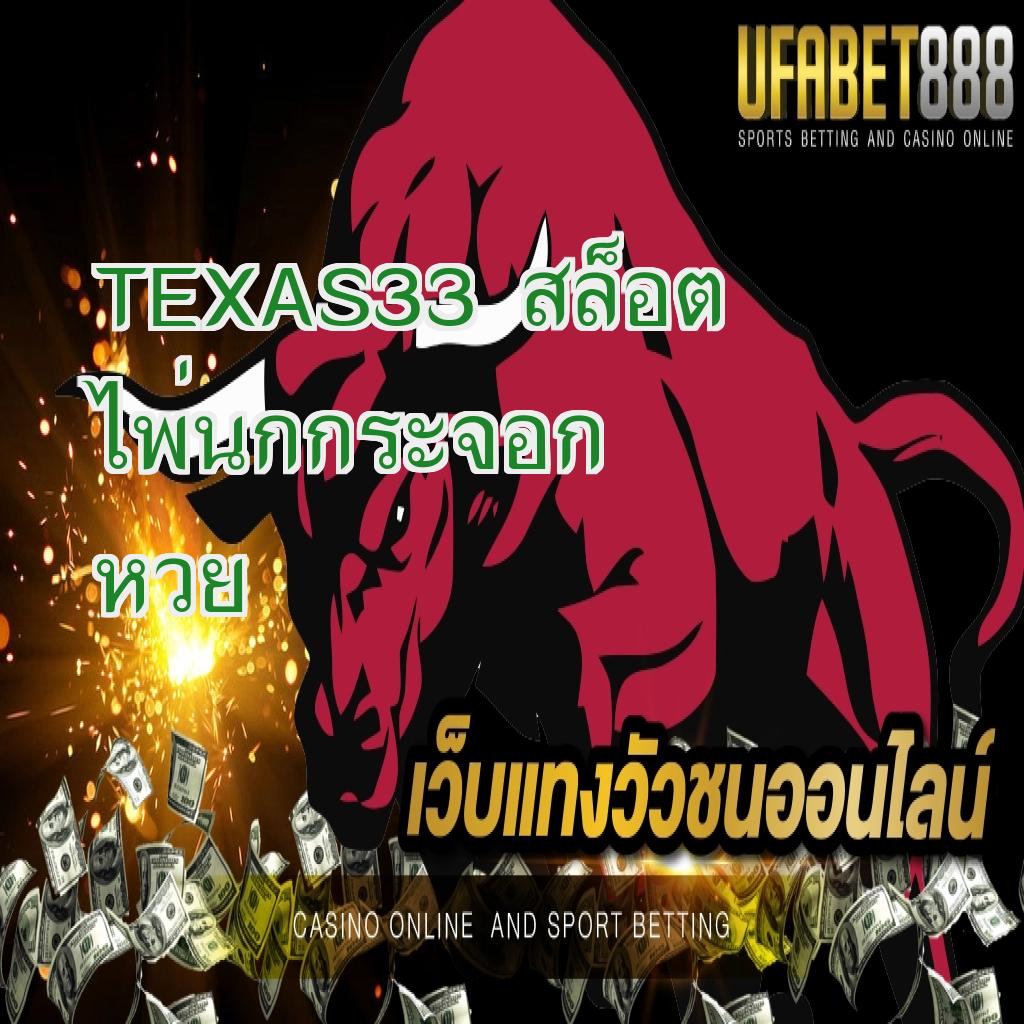 UFABET888
SPORTS BETTING AND CASINO ONLINE
TEXAS33 สล็อต
ไพ่นกกระจอก
หวย
เว็บแทงวัวชนออนไลน์
CASINO ONLINE AND SPORT BETTING